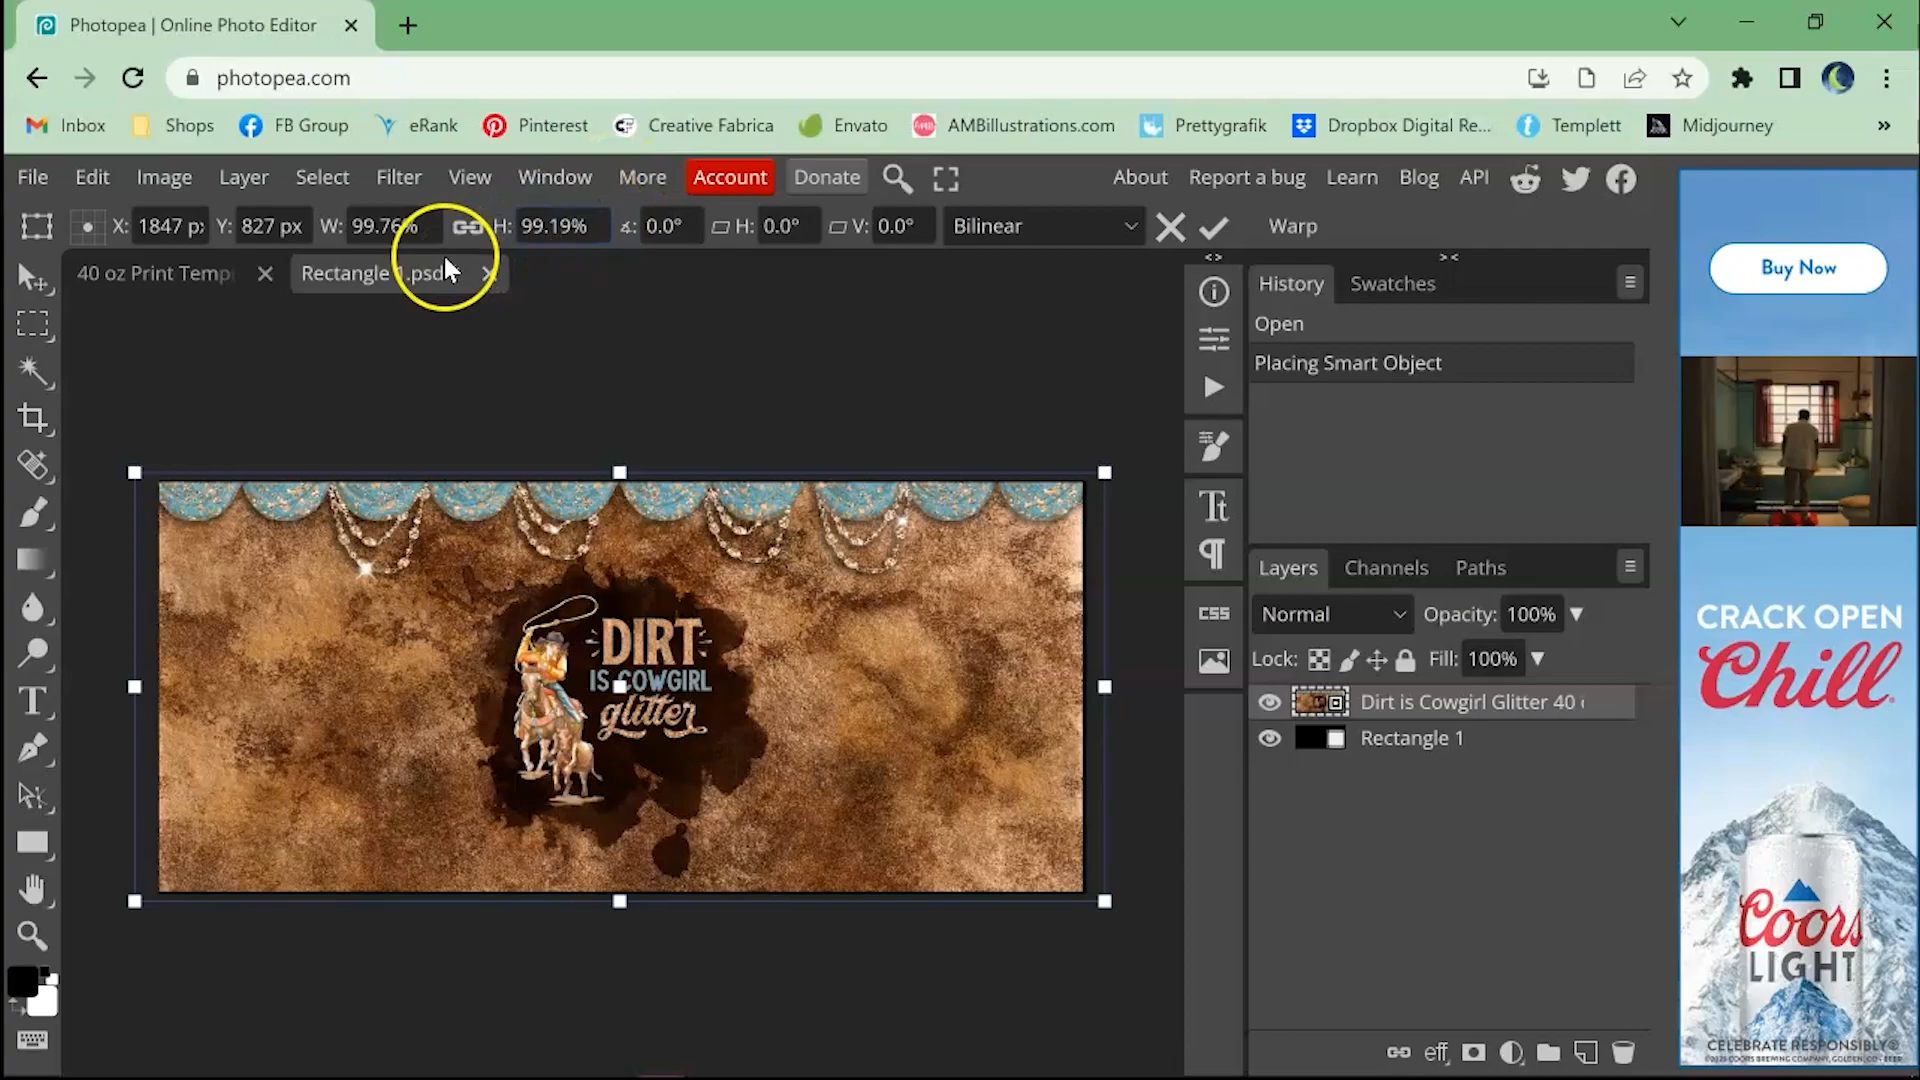 Photopea | Online Photo Editor
photopea.com
Inbox Shops FB Group eRank Pinterest Creative Fabrica Envato AMBillustrations.com Prettygrafik Dropbox Digital Re... Templett Midjourney »
File Edit Image Layer Select Filter View Window More Account Donate About Report a bug Learn Blog API
X: 1847 px Y: 827 px W: 99.76% H: 99.19% 0.0° H: 0.0° V: 0.0° Bilinear Warp
40 oz Print Temp Rectangle 1.psd
History Swatches
Open
Placing Smart Object
DIRT
IS COWGIRL
glitter
Layers Channels Paths
Normal Opacity: 100%
Lock: Fill: 100%
Dirt is Cowgirl Glitter 40
Rectangle 1
CSS
eff
Buy Now
CRACK OPEN
Chill
Coors
LIGHT
CELEBRATE RESPONSIBLY®